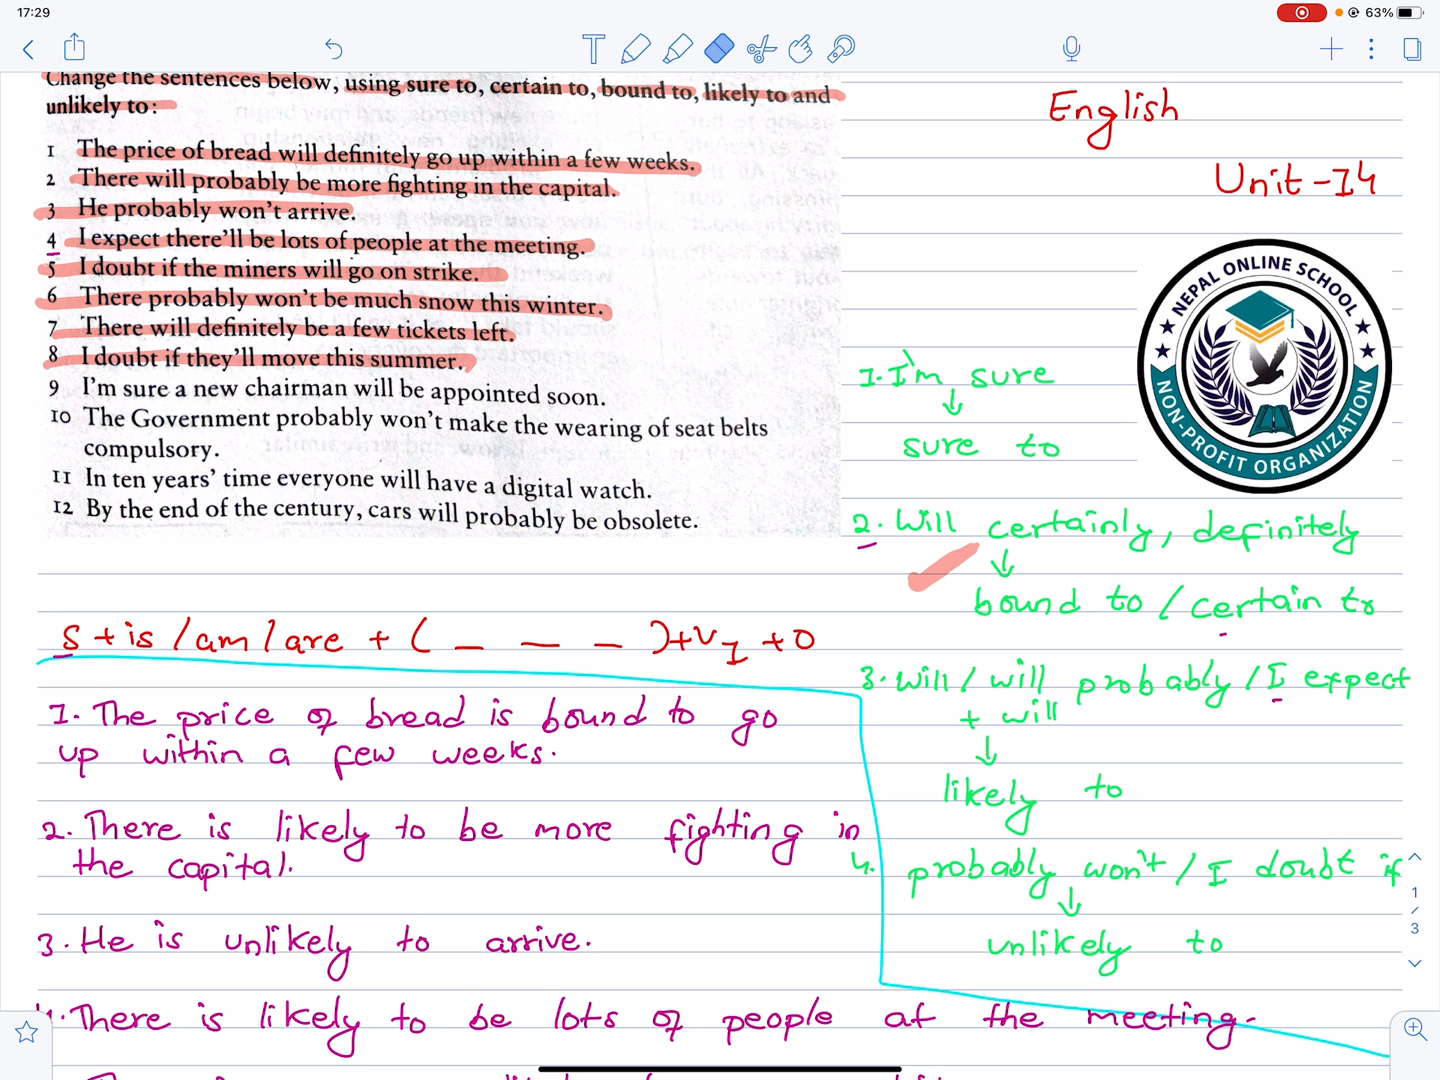 17:29
63%
Change the sentences below, using sure to, certain to, bound to, likely to and
unlikely to:
1 The price of bread will definitely go up within a few weeks.
2 There will probably be more fighting in the capital.
3 He probably won't arrive.
4 I expect there'll be lots of people at the meeting.
5 I doubt if the miners will go on strike.
6 There probably won't be much snow this winter.
7 There will definitely be a few tickets left.
8 I doubt if they'll move this summer.
9 I'm sure a new chairman will be appointed soon.
10 The Government probably won't make the wearing of seat belts
compulsory.
11 In ten years' time everyone will have a digital watch.
12 By the end of the century, cars will probably be obsolete.
S + is / am / are + ( _ _ _ ) + V1 + O
1. The price of bread is bound to go
up within a few weeks.
2. There is likely to be more fighting in
the capital.
3. He is unlikely to arrive.
4. There is likely to be lots of people at the meeting.
English
Unit - 14
NEPAL ONLINE SCHOOL
NON-PROFIT ORGANIZATION
1. I'm sure
↓
sure to
2. Will certainly, definitely
↓
bound to / certain to
3. Will / will probably / I expect
+ will
↓
likely to
4. probably won't / I doubt if
↓
unlikely to
1
/
3